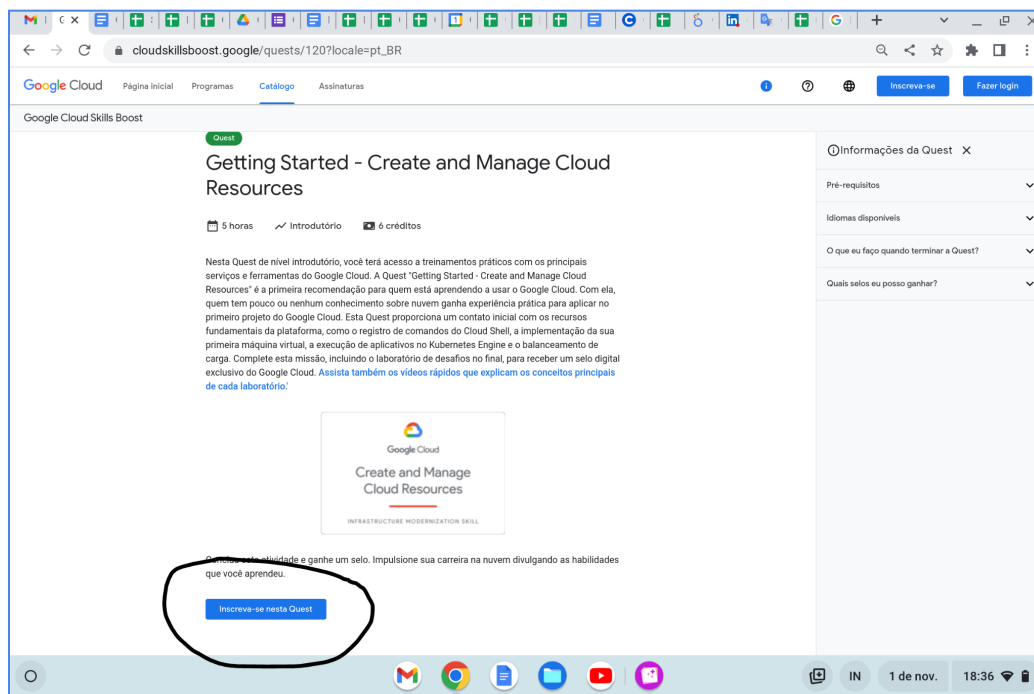 cloudskillsboost.google/quests/120?locale=pt_BR
Google Cloud Página inicial Programas Catálogo Assinaturas Inscreva-se Fazer login
Google Cloud Skills Boost
Quest
Getting Started - Create and Manage Cloud
Resources
5 horas Introdutório 6 créditos
Nesta Quest de nível introdutório, você terá acesso a treinamentos práticos com os principais
serviços e ferramentas do Google Cloud. A Quest "Getting Started - Create and Manage Cloud
Resources" é a primeira recomendação para quem está aprendendo a usar o Google Cloud. Com ela,
quem tem pouco ou nenhum conhecimento sobre nuvem ganha experiência prática para aplicar no
primeiro projeto do Google Cloud. Esta Quest proporciona um contato inicial com os recursos
fundamentais da plataforma, como o registro de comandos do Cloud Shell, a implementação da sua
primeira máquina virtual, a execução de aplicativos no Kubernetes Engine e o balanceamento de
carga. Complete esta missão, incluindo o laboratório de desafios no final, para receber um selo digital
exclusivo do Google Cloud. Assista também os vídeos rápidos que explicam os conceitos principais
de cada laboratório.'
Google Cloud
Create and Manage
Cloud Resources
INFRASTRUCTURE MODERNIZATION SKILL
Conclua esta atividade e ganhe um selo. Impulsione sua carreira na nuvem divulgando as habilidades
que você aprendeu.
Inscreva-se nesta Quest
Informações da Quest
Pré-requisitos
Idiomas disponíveis
O que eu faço quando terminar a Quest?
Quais selos eu posso ganhar?
IN 1 de nov. 18:36